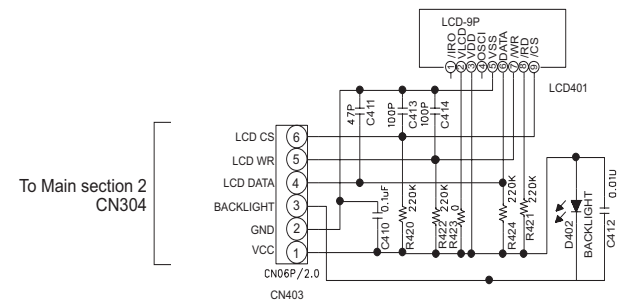 LCD-9P
/IRO
VLCD
VDD
OSCI
VSS
DATA
/WR
/RD
/CS
1
2
3
4
5
6
7
8
9
LCD401
47P
C411
100P
C413
100P
C414
LCD CS
6
LCD WR
5
LCD DATA
4
BACKLIGHT
3
GND
2
VCC
1
To Main section 2
CN304
0.1uF
C410
220K
R420
220K
R422
0
R423
220K
R424
220K
R421
D402
BACKLIGHT
0.01U
C412
CN06P/2.0
CN403